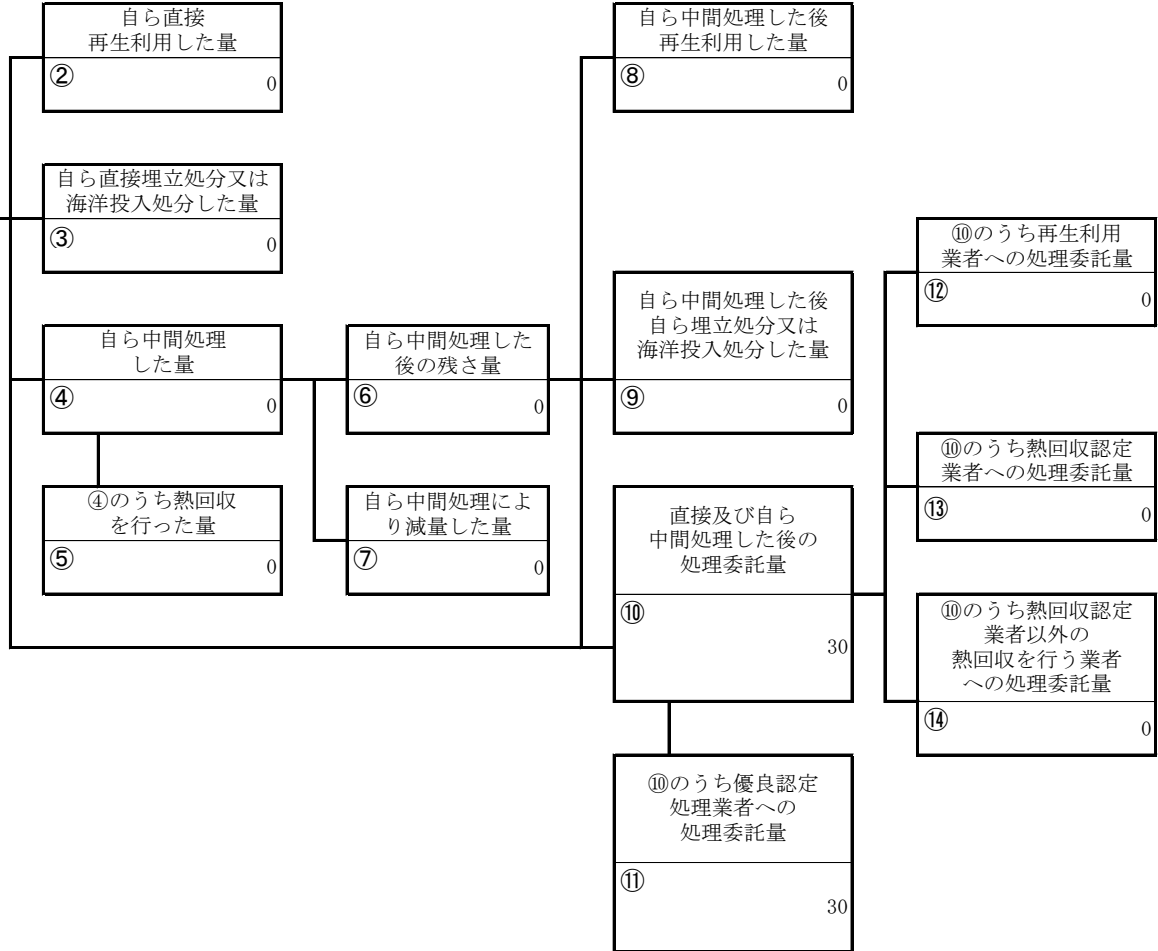 自ら直接
再生利用した量
②
0
自ら中間処理した後
再生利用した量
⑧
0
自ら直接埋立処分又は
海洋投入処分した量
③
0
⑩のうち再生利用
業者への処理委託量
⑫
0
自ら中間処理した後
自ら埋立処分又は
海洋投入処分した量
⑨
0
自ら中間処理
した量
④
0
自ら中間処理した
後の残さ量
⑥
0
⑩のうち熱回収認定
業者への処理委託量
⑬
0
④のうち熱回収
を行った量
⑤
0
自ら中間処理によ
り減量した量
⑦
0
直接及び自ら
中間処理した後の
処理委託量
⑩
30
⑩のうち熱回収認定
業者以外の
熱回収を行う業者
への処理委託量
⑭
0
⑩のうち優良認定
処理業者への
処理委託量
⑪
30